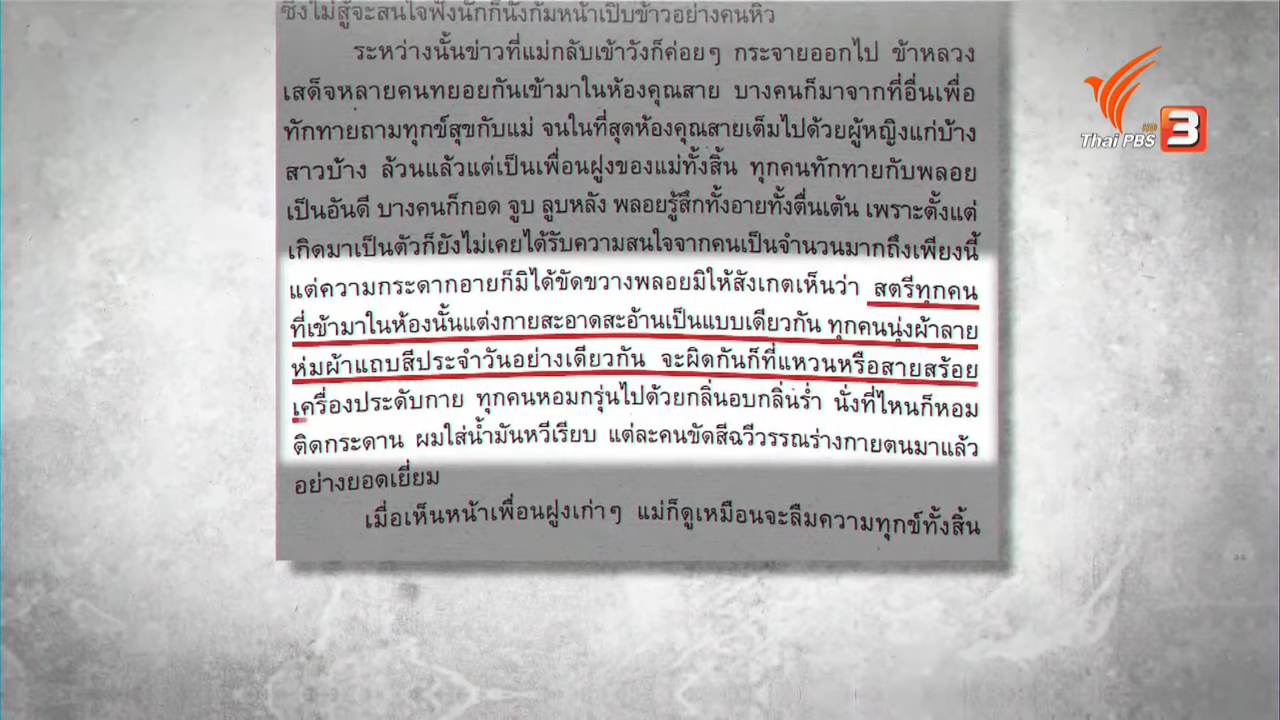 ซึ่งไม่สู้จะสนใจฟังนักก็นั่งก้มหน้าเปิบข้าวอย่างคนหิว
ระหว่างนั้นข่าวที่แม่กลับเข้าวังก็ค่อยๆ กระจายออกไป ข้าหลวง
เสด็จหลายคนทยอยกันเข้ามาในห้องคุณสาย บางคนก็มาจากที่อื่นเพื่อ
ทักทายถามทุกข์สุขกับแม่ จนในที่สุดห้องคุณสายเต็มไปด้วยผู้หญิงแก่บ้าง
สาวบ้าง ล้วนแล้วแต่เป็นเพื่อนฝูงของแม่ทั้งสิ้น ทุกคนทักทายกับพลอย
เป็นอันดี บางคนก็กอด จูบ ลูบหลัง พลอยรู้สึกทั้งอายทั้งตื่นเต้น เพราะตั้งแต่
เกิดมาเป็นตัวก็ยังไม่เคยได้รับความสนใจจากคนเป็นจำนวนมากถึงเพียงนี้
แต่ความกระดากอายก็มิได้ขัดขวางพลอยมิให้สังเกตเห็นว่า สตรีทุกคน
ที่เข้ามาในห้องนั้นแต่งกายสะอาดสะอ้านเป็นแบบเดียวกัน ทุกคนนุ่งผ้าลาย
ห่มผ้าแถบสีประจำวันอย่างเดียวกัน จะผิดกันก็ที่แหวนหรือสายสร้อย
เครื่องประดับกาย ทุกคนหอมกรุ่นไปด้วยกลิ่นอบกลิ่นร่ำ นั่งที่ไหนก็หอม
ติดกระดาน ผมใส่น้ำมันหวีเรียบ แต่ละคนขัดสีฉวีวรรณร่างกายตนมาแล้ว
อย่างยอดเยี่ยม
เมื่อเห็นหน้าเพื่อนฝูงเก่าๆ แม่ก็ดูเหมือนจะลืมความทุกข์ทั้งสิ้น
Thai PBS HD 3